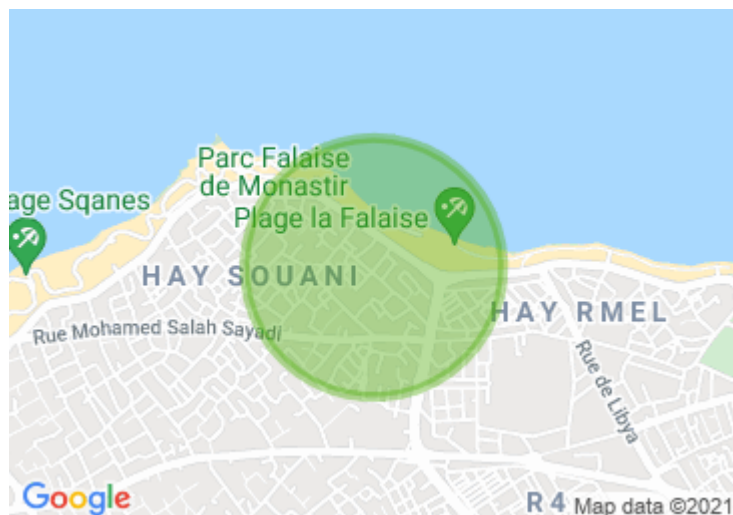 Parc Falaise
de Monastir
age Sqanes
Plage la Falaise
HAY SOUANI
HAY RMEL
Rue Mohamed Salah Sayadi
Rue de Libya
Google
R 4
Map data ©2021